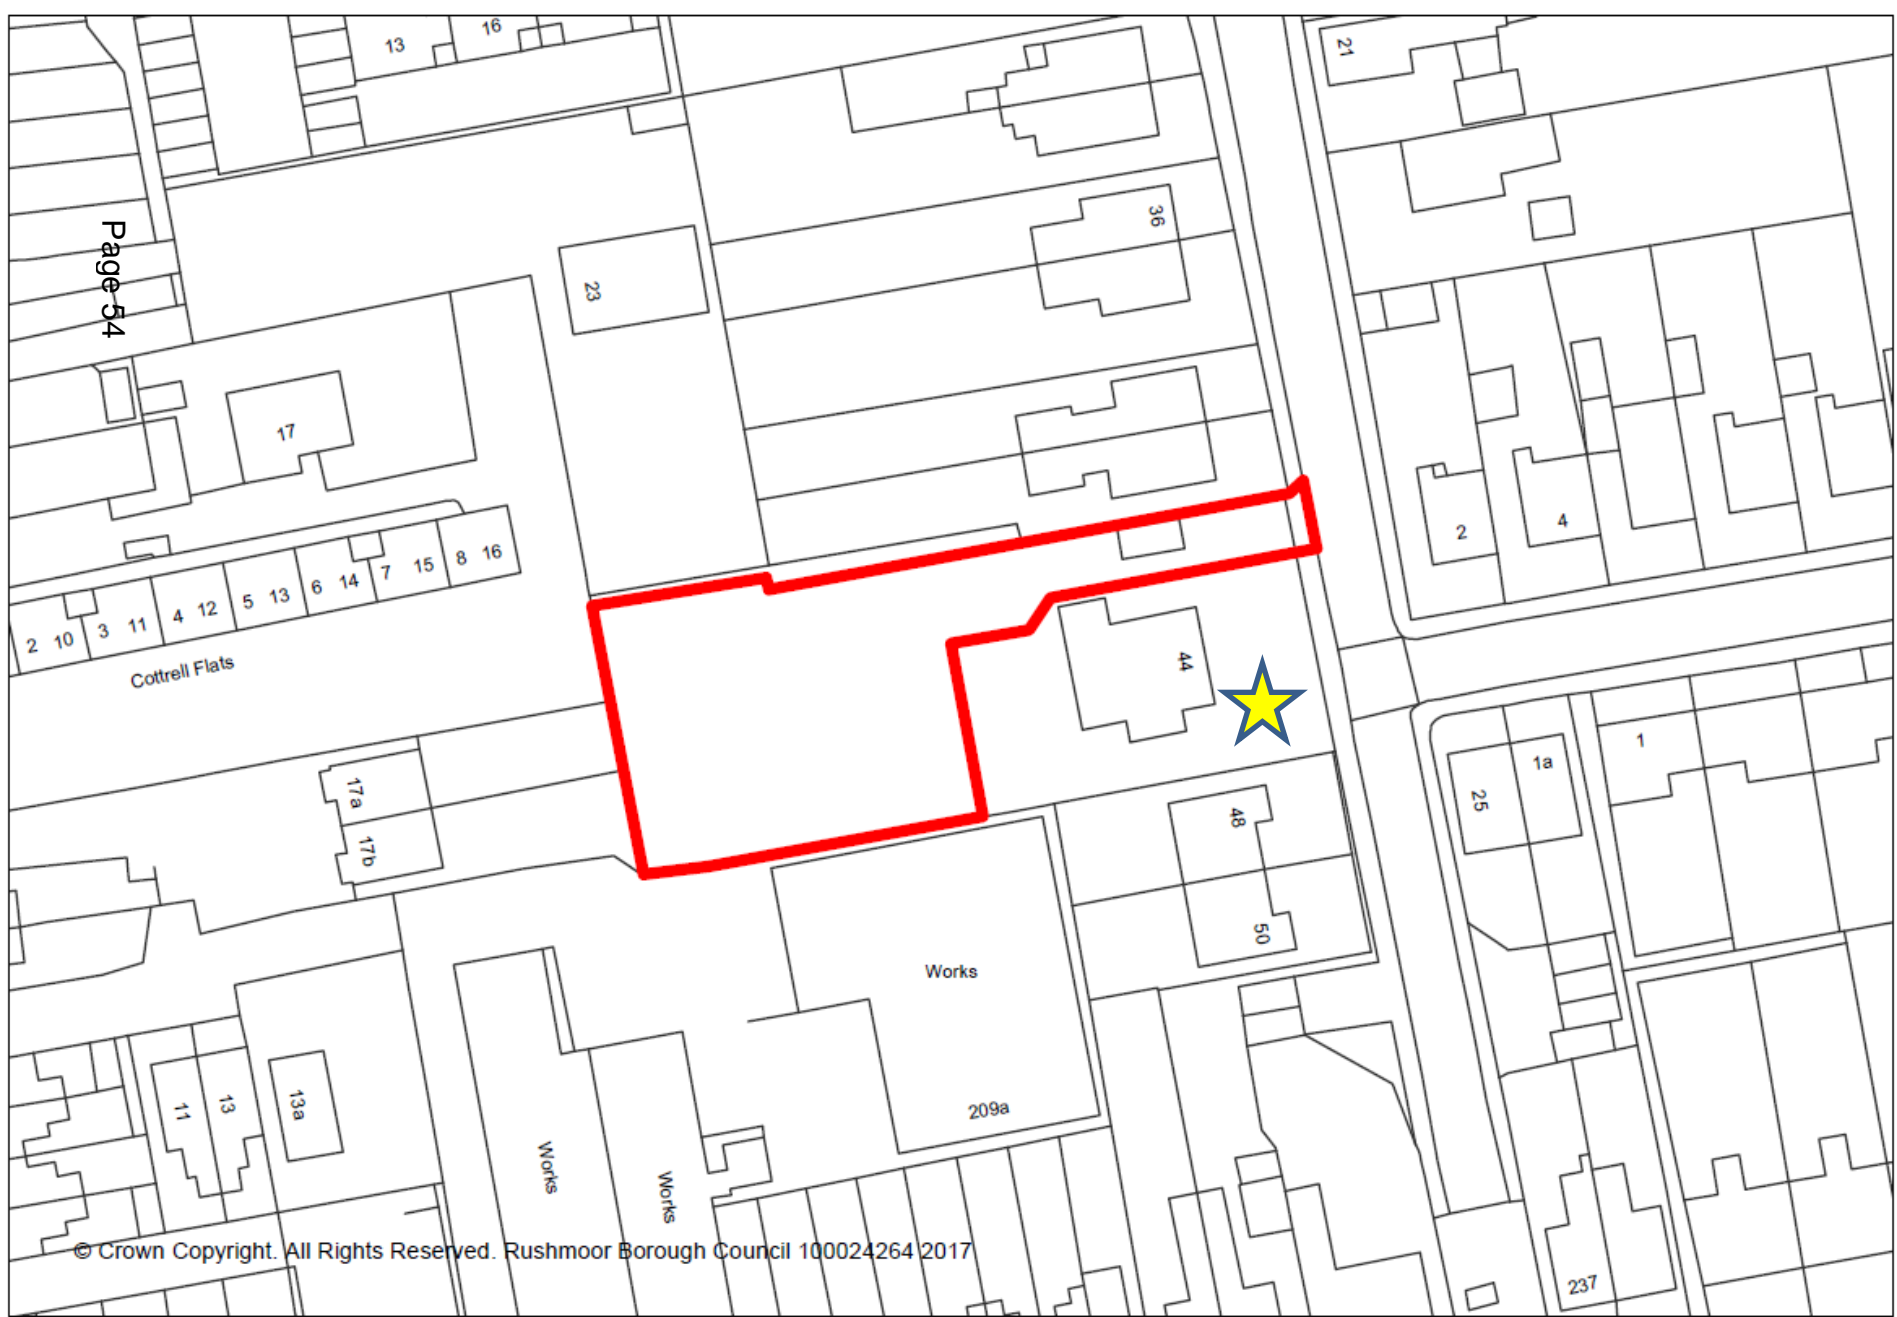 13
16
21
36
Page 54
23
17
2
4
8 16
7 15
6 14
5 13
4 12
3 11
2 10
Cottrell Flats
44
1
1a
25
17a
17b
48
50
Works
209a
11
13
13a
Works
Works
© Crown Copyright. All Rights Reserved. Rushmoor Borough Council 100024264 2017
237